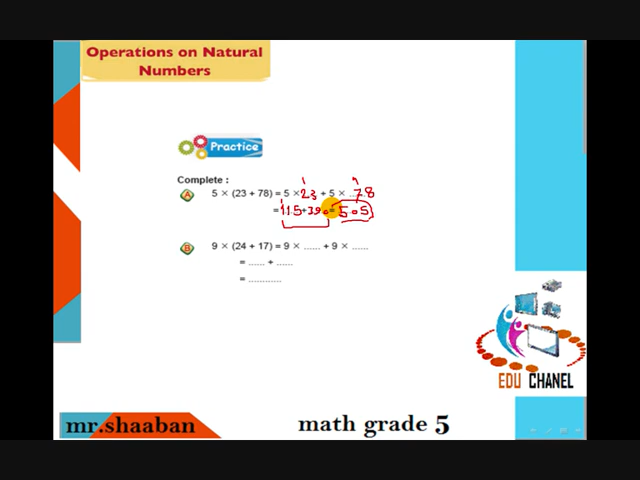 Operations on Natural
Numbers
Practice
Complete :
A 5 × (23 + 78) = 5 × 23 + 5 × 78
= 115 + 390 = 505
B 9 × (24 + 17) = 9 × ...... + 9 × ......
= ...... + ......
= ............
EDU CHANEL
mr.shaaban
math grade 5